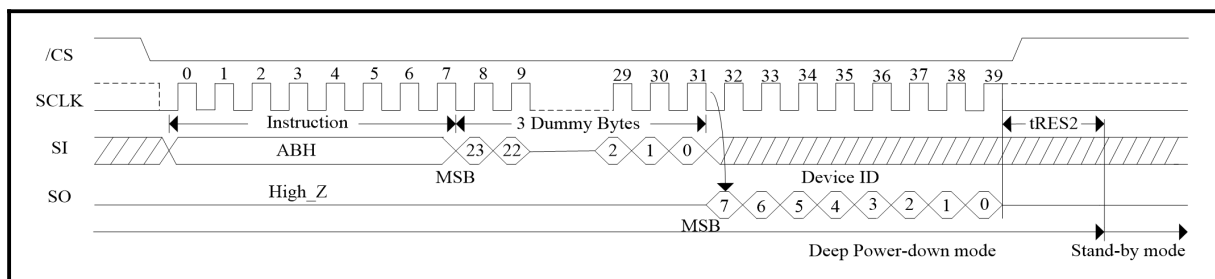 /CS
0 1 2 3 4 5 6 7 8 9 29 30 31 32 33 34 35 36 37 38 39
SCLK
Instruction 3 Dummy Bytes tRES2
SI ABH 23 22 2 1 0
MSB Device ID
SO High_Z
7 6 5 4 3 2 1 0
MSB
Deep Power-down mode Stand-by mode